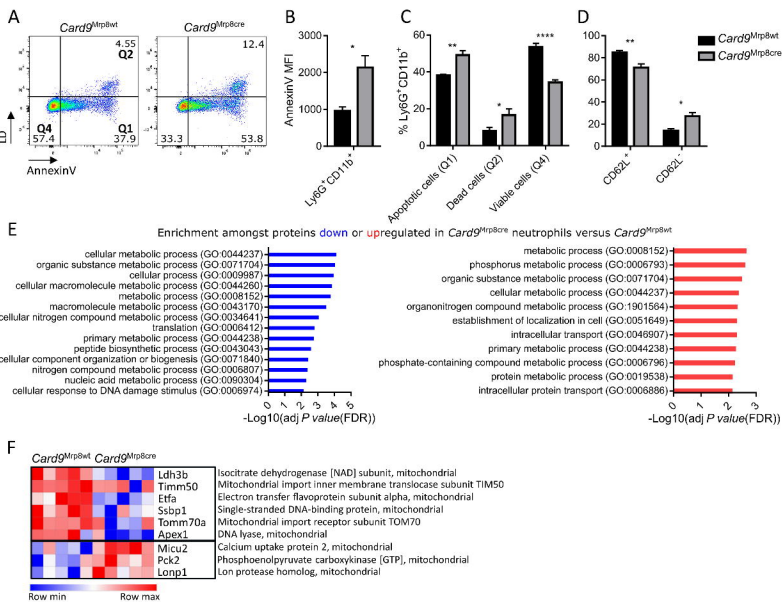 A
Card9Mrp8wt
Card9Mrp8cre
4.55
Q2
12.4
LD
Q4
57.4
Q1
37.9
33.3
53.8
AnnexinV
B
AnnexinV MFI
3000
2000
1000
0
*
Ly6G+CD11b+
C
% Ly6G+CD11b+
80
60
40
20
0
**
*
****
Apoptotic cells (Q1)
Dead cells (Q2)
Viable cells (Q4)
D
100
80
60
40
20
0
**
*
CD62L+
CD62L-
Card9Mrp8wt
Card9Mrp8cre
E
Enrichment amongst proteins down or upregulated in Card9Mrp8cre neutrophils versus Card9Mrp8wt
cellular metabolic process (GO:0044237)
organic substance metabolic process (GO:0071704)
cellular process (GO:0009987)
cellular macromolecule metabolic process (GO:0044260)
metabolic process (GO:0008152)
macromolecule metabolic process (GO:0043170)
cellular nitrogen compound metabolic process (GO:0034641)
translation (GO:0006412)
primary metabolic process (GO:0044238)
peptide biosynthetic process (GO:0043043)
cellular component organization or biogenesis (GO:0071840)
nitrogen compound metabolic process (GO:0006807)
nucleic acid metabolic process (GO:0090304)
cellular response to DNA damage stimulus (GO:0006974)
0 1 2 3 4 5
-Log10(adj P value(FDR))
metabolic process (GO:0008152)
phosphorus metabolic process (GO:0006793)
organic substance metabolic process (GO:0071704)
cellular metabolic process (GO:0044237)
organonitrogen compound metabolic process (GO:1901564)
establishment of localization in cell (GO:0051649)
intracellular transport (GO:0046907)
primary metabolic process (GO:0044238)
phosphate-containing compound metabolic process (GO:0006796)
protein metabolic process (GO:0019538)
intracellular protein transport (GO:0006886)
0 1 2 3
-Log10(adj P value(FDR))
F
Card9Mrp8wt Card9Mrp8cre
Ldh3b Isocitrate dehydrogenase [NAD] subunit, mitochondrial
Timm50 Mitochondrial import inner membrane translocase subunit TIM50
Etfa Electron transfer flavoprotein subunit alpha, mitochondrial
Ssbp1 Single-stranded DNA-binding protein, mitochondrial
Tomm70a Mitochondrial import receptor subunit TOM70
Apex1 DNA lyase, mitochondrial
Micu2 Calcium uptake protein 2, mitochondrial
Pck2 Phosphoenolpyruvate carboxykinase [GTP], mitochondrial
Lonp1 Lon protease homolog, mitochondrial
Row min Row max